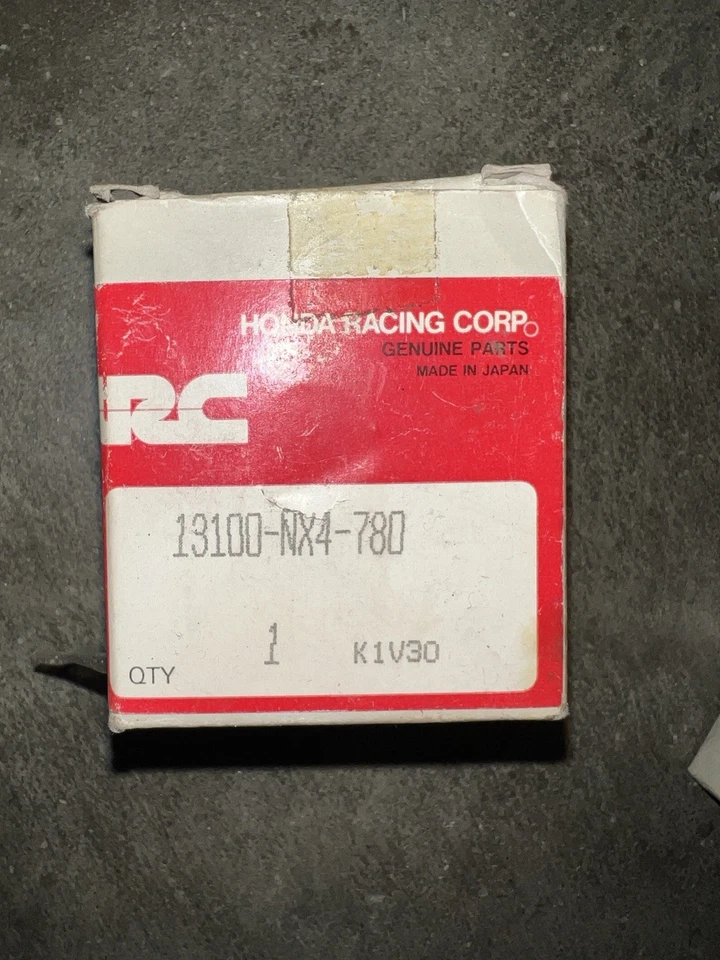 HONDA RACING CORP.
GENUINE PARTS
MADE IN JAPAN
RC
13100-NX4-780
1 K1V30
QTY